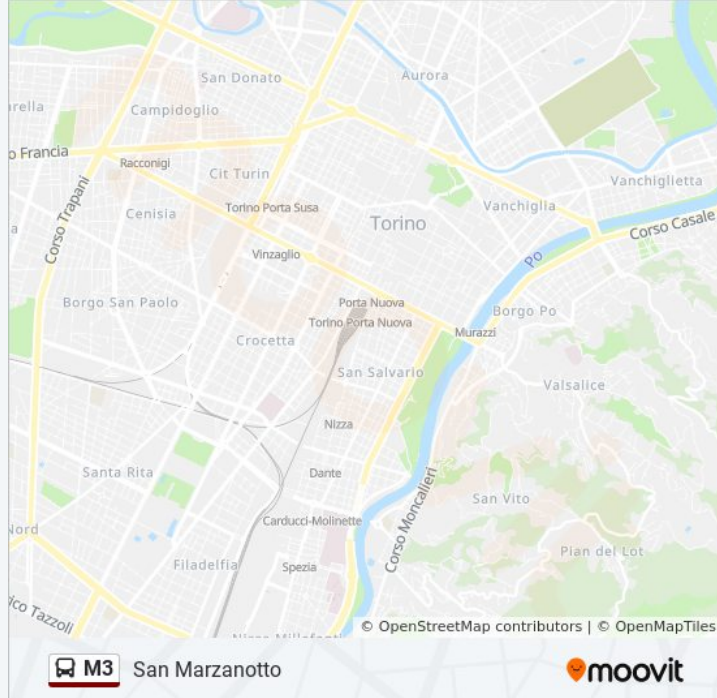 San Donato
Aurora
arella
Campidoglio
o Francia
Racconigi
Cit Turin
Vanchiglietta
Corso Trapani
Cenisia
Torino Porta Susa
Vanchiglia
Torino
Corso Casale
a
Vinzaglio
Po
Borgo San Paolo
Porta Nuova
Borgo Po
Torino Porta Nuova
Murazzi
Crocetta
San Salvario
Valsalice
Nizza
Santa Rita
Dante
San Vito
Corso Moncalieri
Nord
Carducci-Molinette
Pian del Lot
Filadelfia
Spezia
rico Tazzoli
© OpenStreetMap contributors | © OpenMapTiles
M3 San Marzanotto
moovit